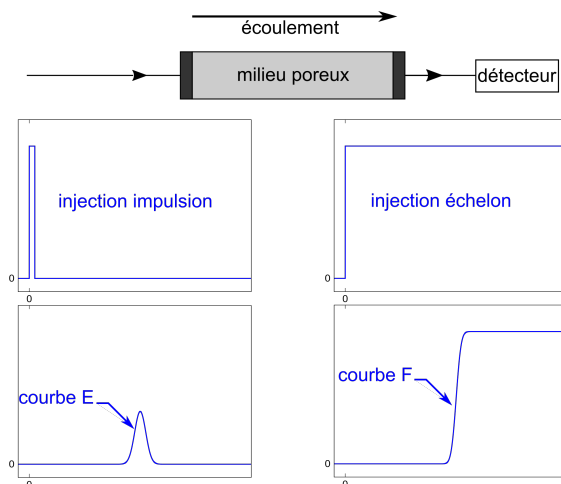 écoulement
milieu poreux
détecteur
injection impulsion
0
0
injection échelon
0
0
courbe E
0
0
courbe F
0
0